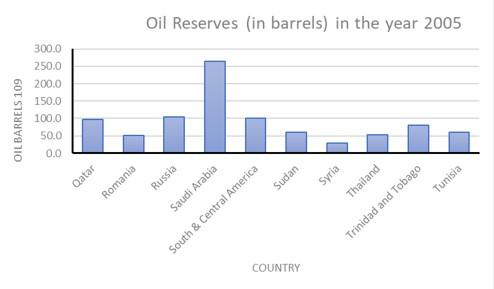 Oil Reserves (in barrels) in the year 2005
OIL BARRELS 109
300.0
250.0
200.0
150.0
100.0
50.0
0.0
Qatar
Romania
Russia
Saudi Arabia
South & Central America
Sudan
Syria
Thailand
Trinidad and Tobago
Tunisia
COUNTRY